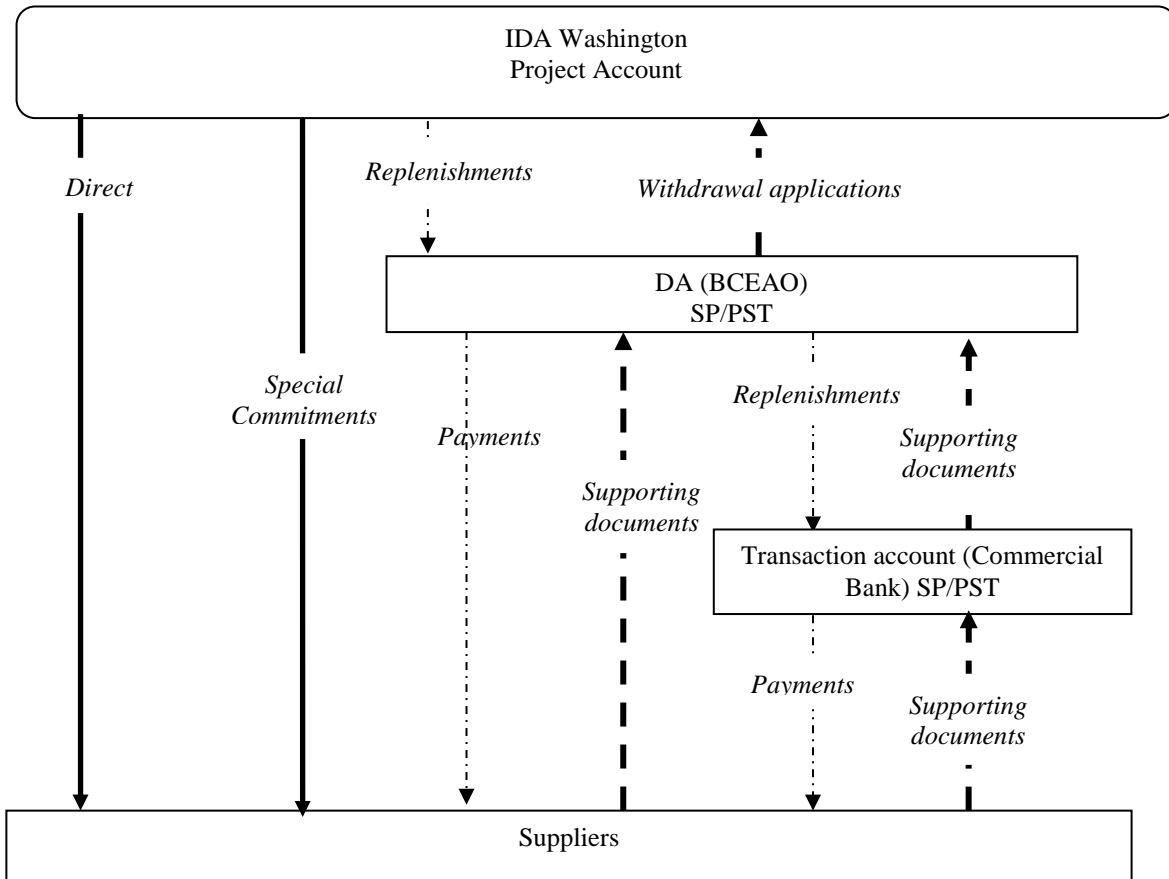 IDA Washington
Project Account
Direct
Replenishments
Withdrawal applications
DA (BCEAO)
SP/PST
Special
Commitments
Payments
Supporting
documents
Replenishments
Supporting
documents
Transaction account (Commercial
Bank) SP/PST
Payments
Supporting
documents
Suppliers